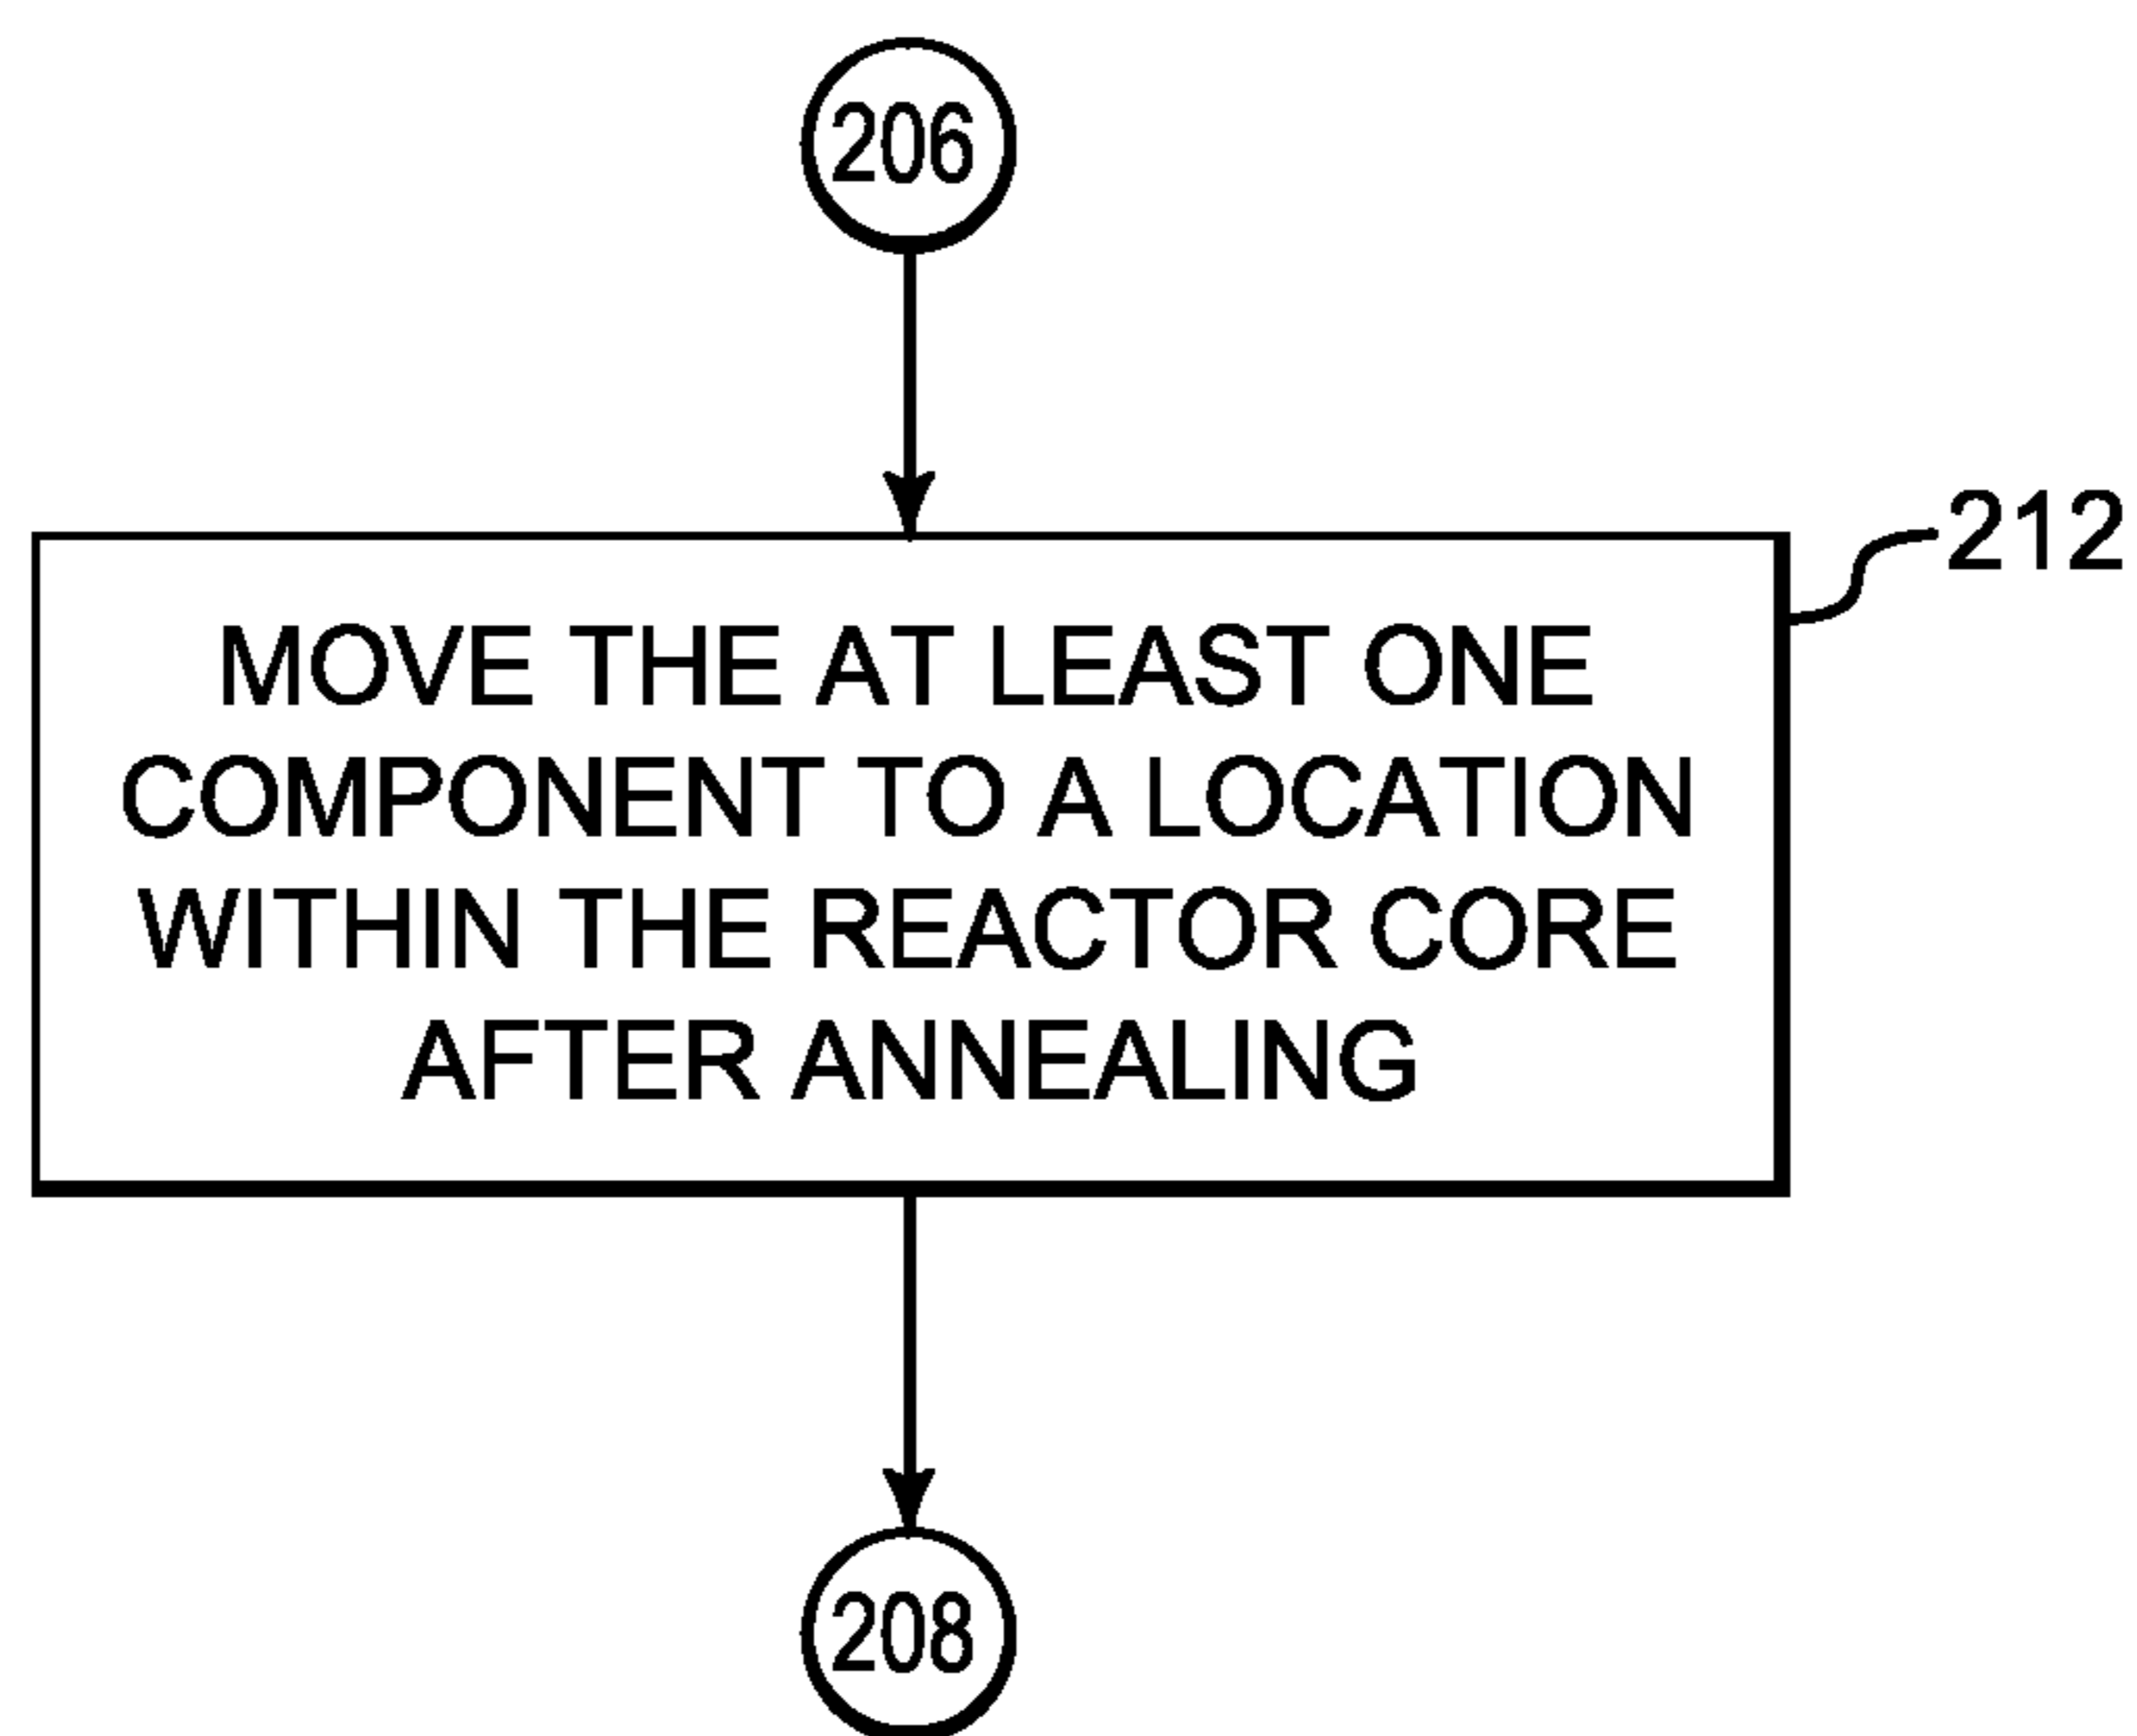 206
212
MOVE THE AT LEAST ONE
COMPONENT TO A LOCATION
WITHIN THE REACTOR CORE
AFTER ANNEALING
208